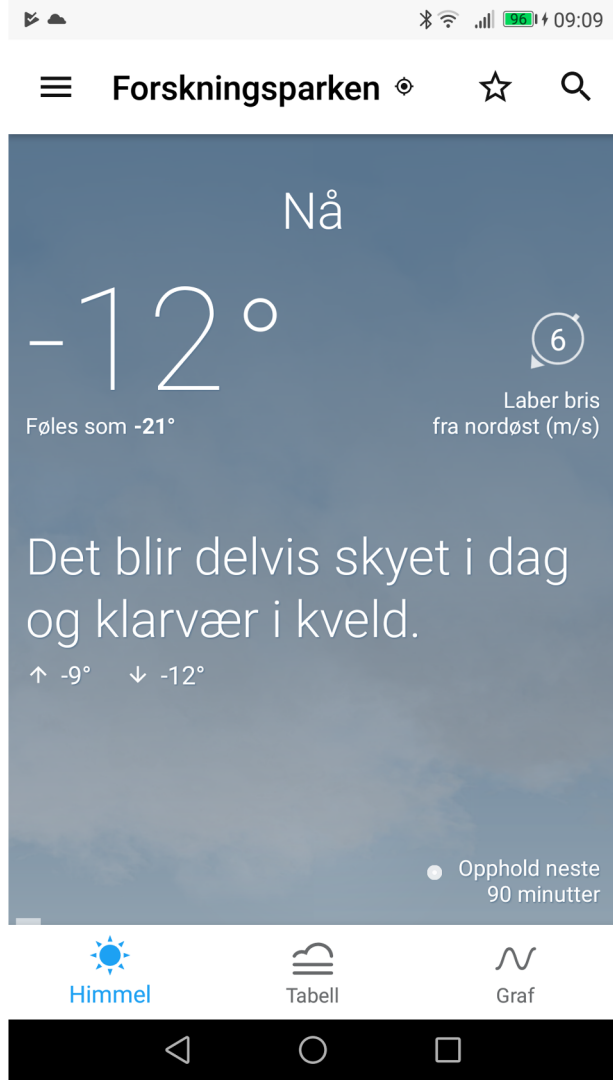 96 09:09
Forskningsparken
Nå
-12°
6
Føles som -21°
Laber bris
fra nordøst (m/s)
Det blir delvis skyet i dag
og klarvær i kveld.
↑ -9° ↓ -12°
Opphold neste
90 minutter
Himmel Tabell Graf